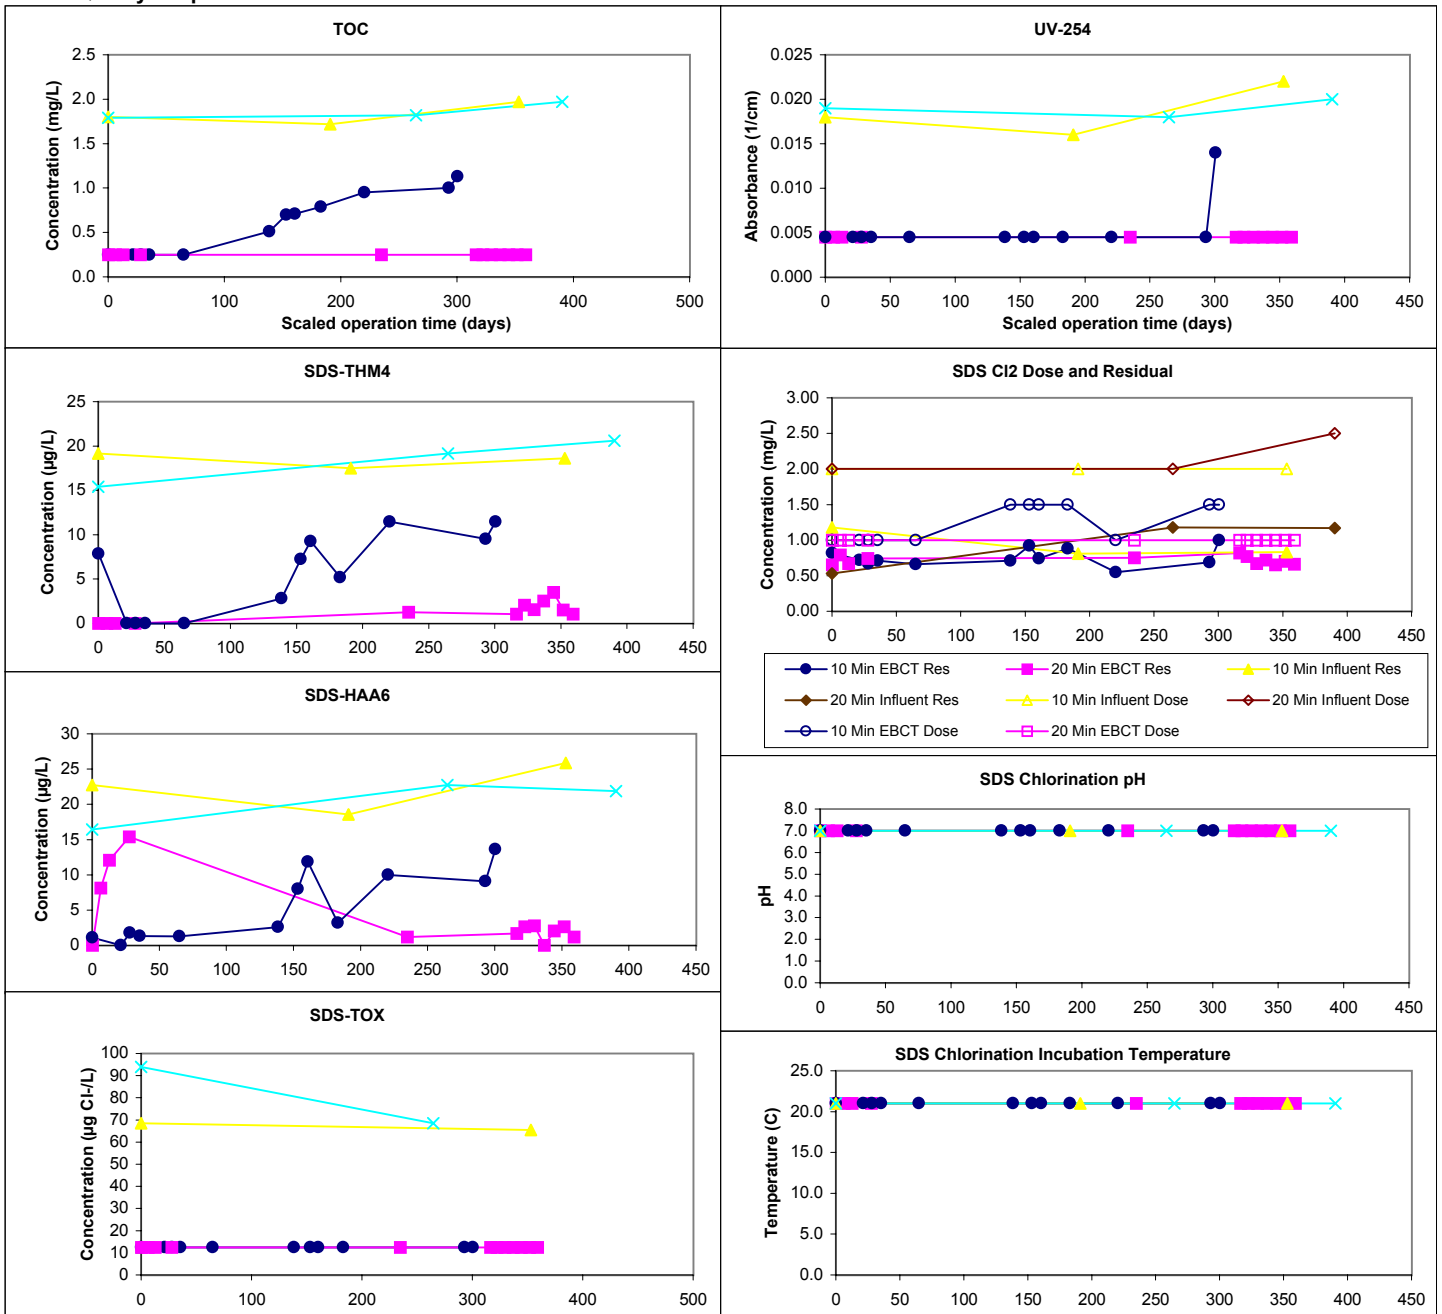 TOC
2.5
2.0
1.5
1.0
0.5
0.0
Concentration (mg/L)
0 100 200 300 400 500
Scaled operation time (days)
UV-254
0.025
0.020
0.015
0.010
0.005
0.000
Absorbance (1/cm)
0 50 100 150 200 250 300 350 400 450
Scaled operation time (days)
SDS-THM4
25
20
15
10
5
0
Concentration (µg/L)
0 50 100 150 200 250 300 350 400 450
SDS Cl2 Dose and Residual
3.00
2.50
2.00
1.50
1.00
0.50
0.00
Concentration (mg/L)
0 50 100 150 200 250 300 350 400 450
10 Min EBCT Res 20 Min EBCT Res 10 Min Influent Res
20 Min Influent Res 10 Min Influent Dose 20 Min Influent Dose
10 Min EBCT Dose 20 Min EBCT Dose
SDS-HAA6
30
25
20
15
10
5
0
Concentration (µg/L)
0 50 100 150 200 250 300 350 400 450
SDS Chlorination pH
8.0
7.0
6.0
5.0
4.0
3.0
2.0
1.0
0.0
pH
0 50 100 150 200 250 300 350 400 450
SDS-TOX
100
90
80
70
60
50
40
30
20
10
0
Concentration (µg Cl-/L)
0 100 200 300 400 500
SDS Chlorination Incubation Temperature
25.0
20.0
15.0
10.0
5.0
0.0
Temperature (C)
0 50 100 150 200 250 300 350 400 450